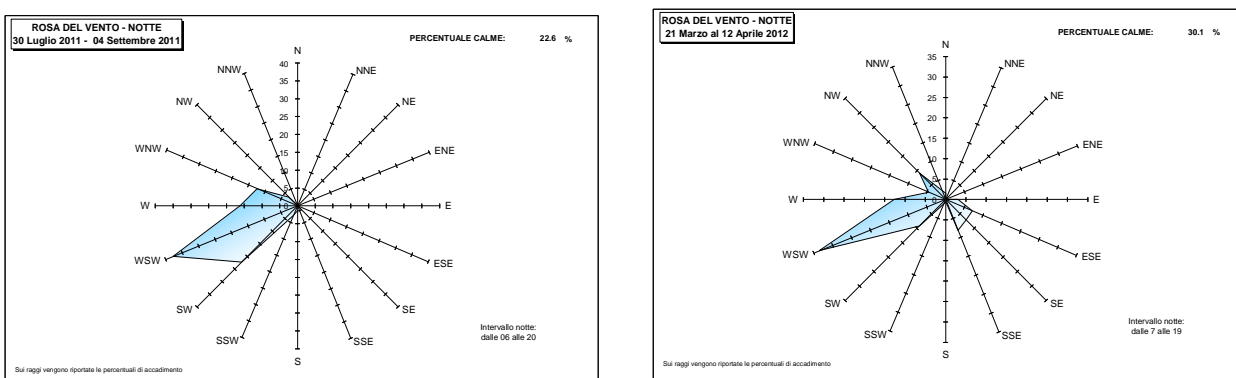 ROSA DEL VENTO - NOTTE
30 Luglio 2011 - 04 Settembre 2011
PERCENTUALE CALME: 22.6 %
N
NNE
NE
ENE
E
ESE
SE
SSE
S
SSW
SW
WSW
W
WNW
NW
NNW
40
35
30
25
20
15
10
5
0
Intervallo notte:
dalle 06 alle 20
Sui raggi vengono riportate le percentuali di accadimento
ROSA DEL VENTO - NOTTE
21 Marzo al 12 Aprile 2012
PERCENTUALE CALME: 30.1 %
N
NNE
NE
ENE
E
ESE
SE
SSE
S
SSW
SW
WSW
W
WNW
NW
NNW
35
30
25
20
15
10
5
0
Intervallo notte:
dalle 7 alle 19
Sui raggi vengono riportate le percentuali di accadimento